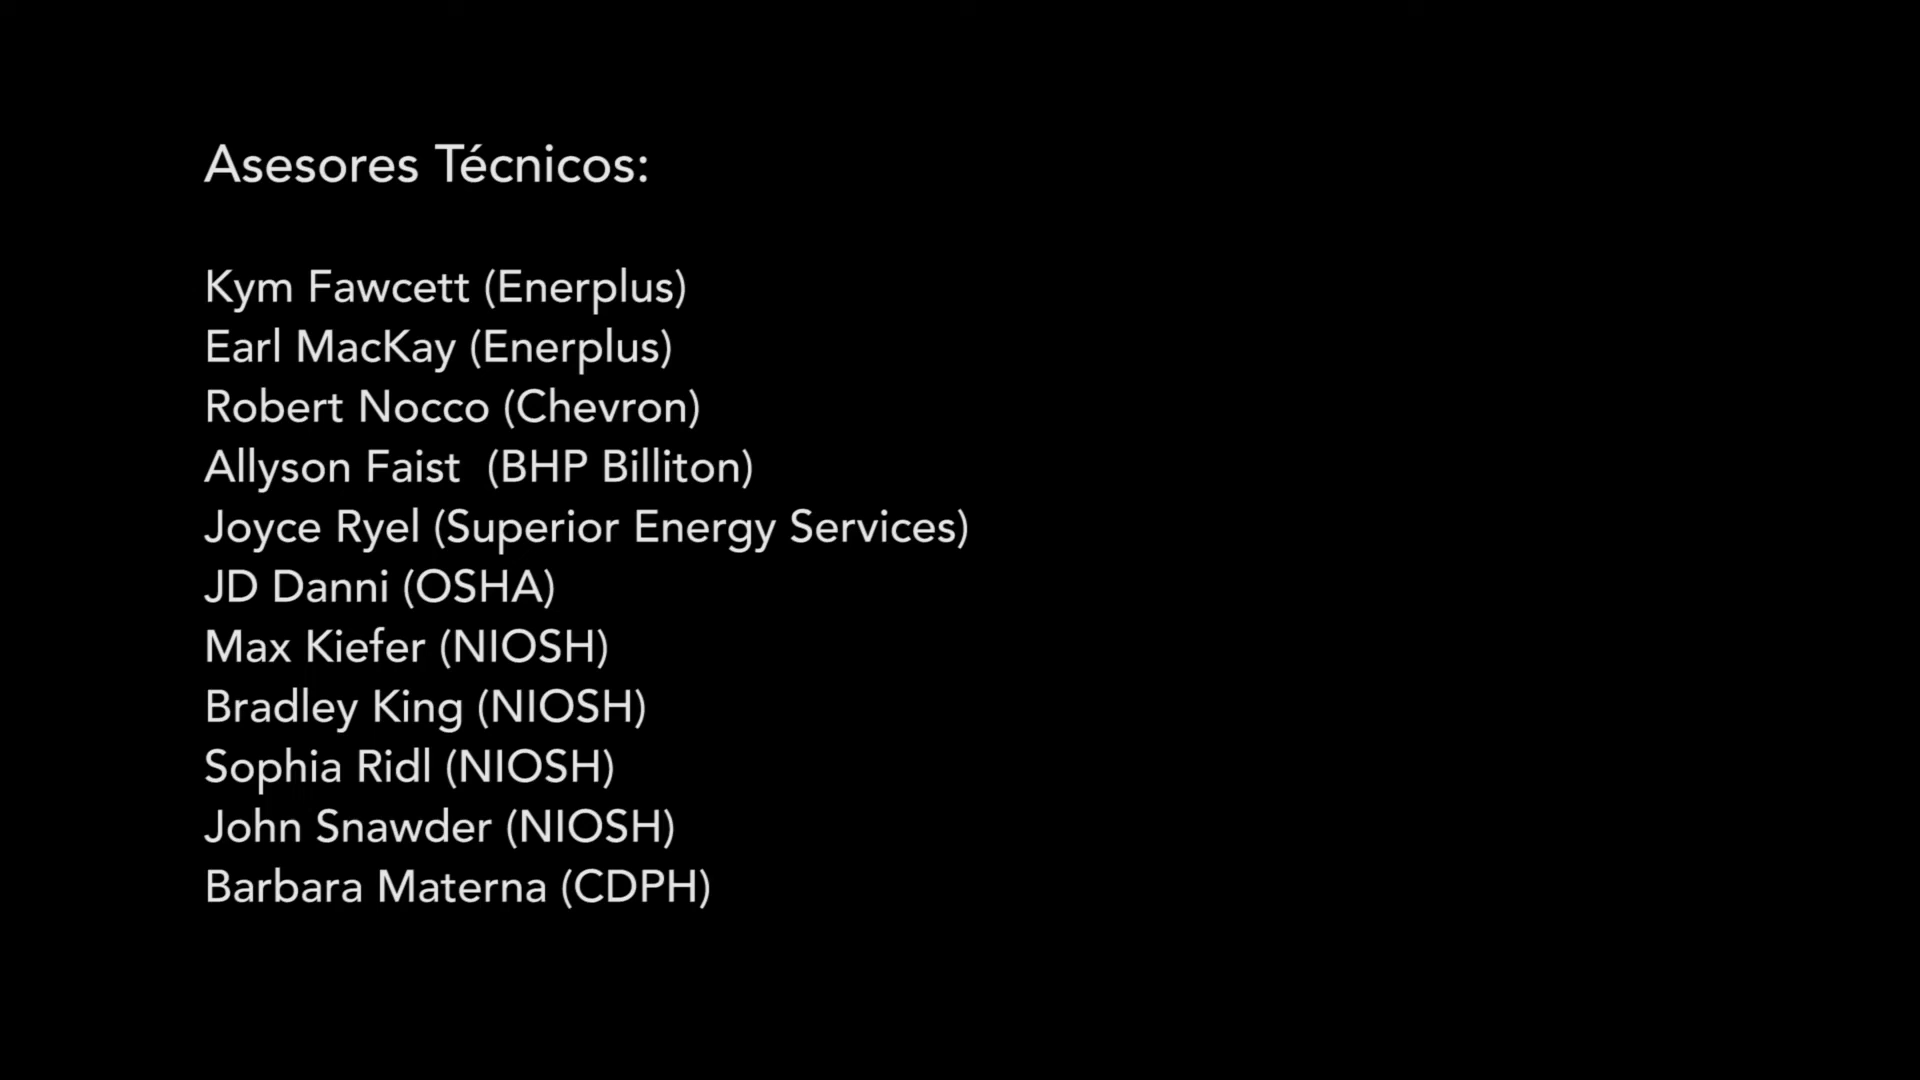 Asesores Técnicos:
Kym Fawcett (Enerplus)
Earl MacKay (Enerplus)
Robert Nocco (Chevron)
Allyson Faist  (BHP Billiton)
Joyce Ryel (Superior Energy Services)
JD Danni (OSHA)
Max Kiefer (NIOSH)
Bradley King (NIOSH)
Sophia Ridl (NIOSH)
John Snawder (NIOSH)
Barbara Materna (CDPH)